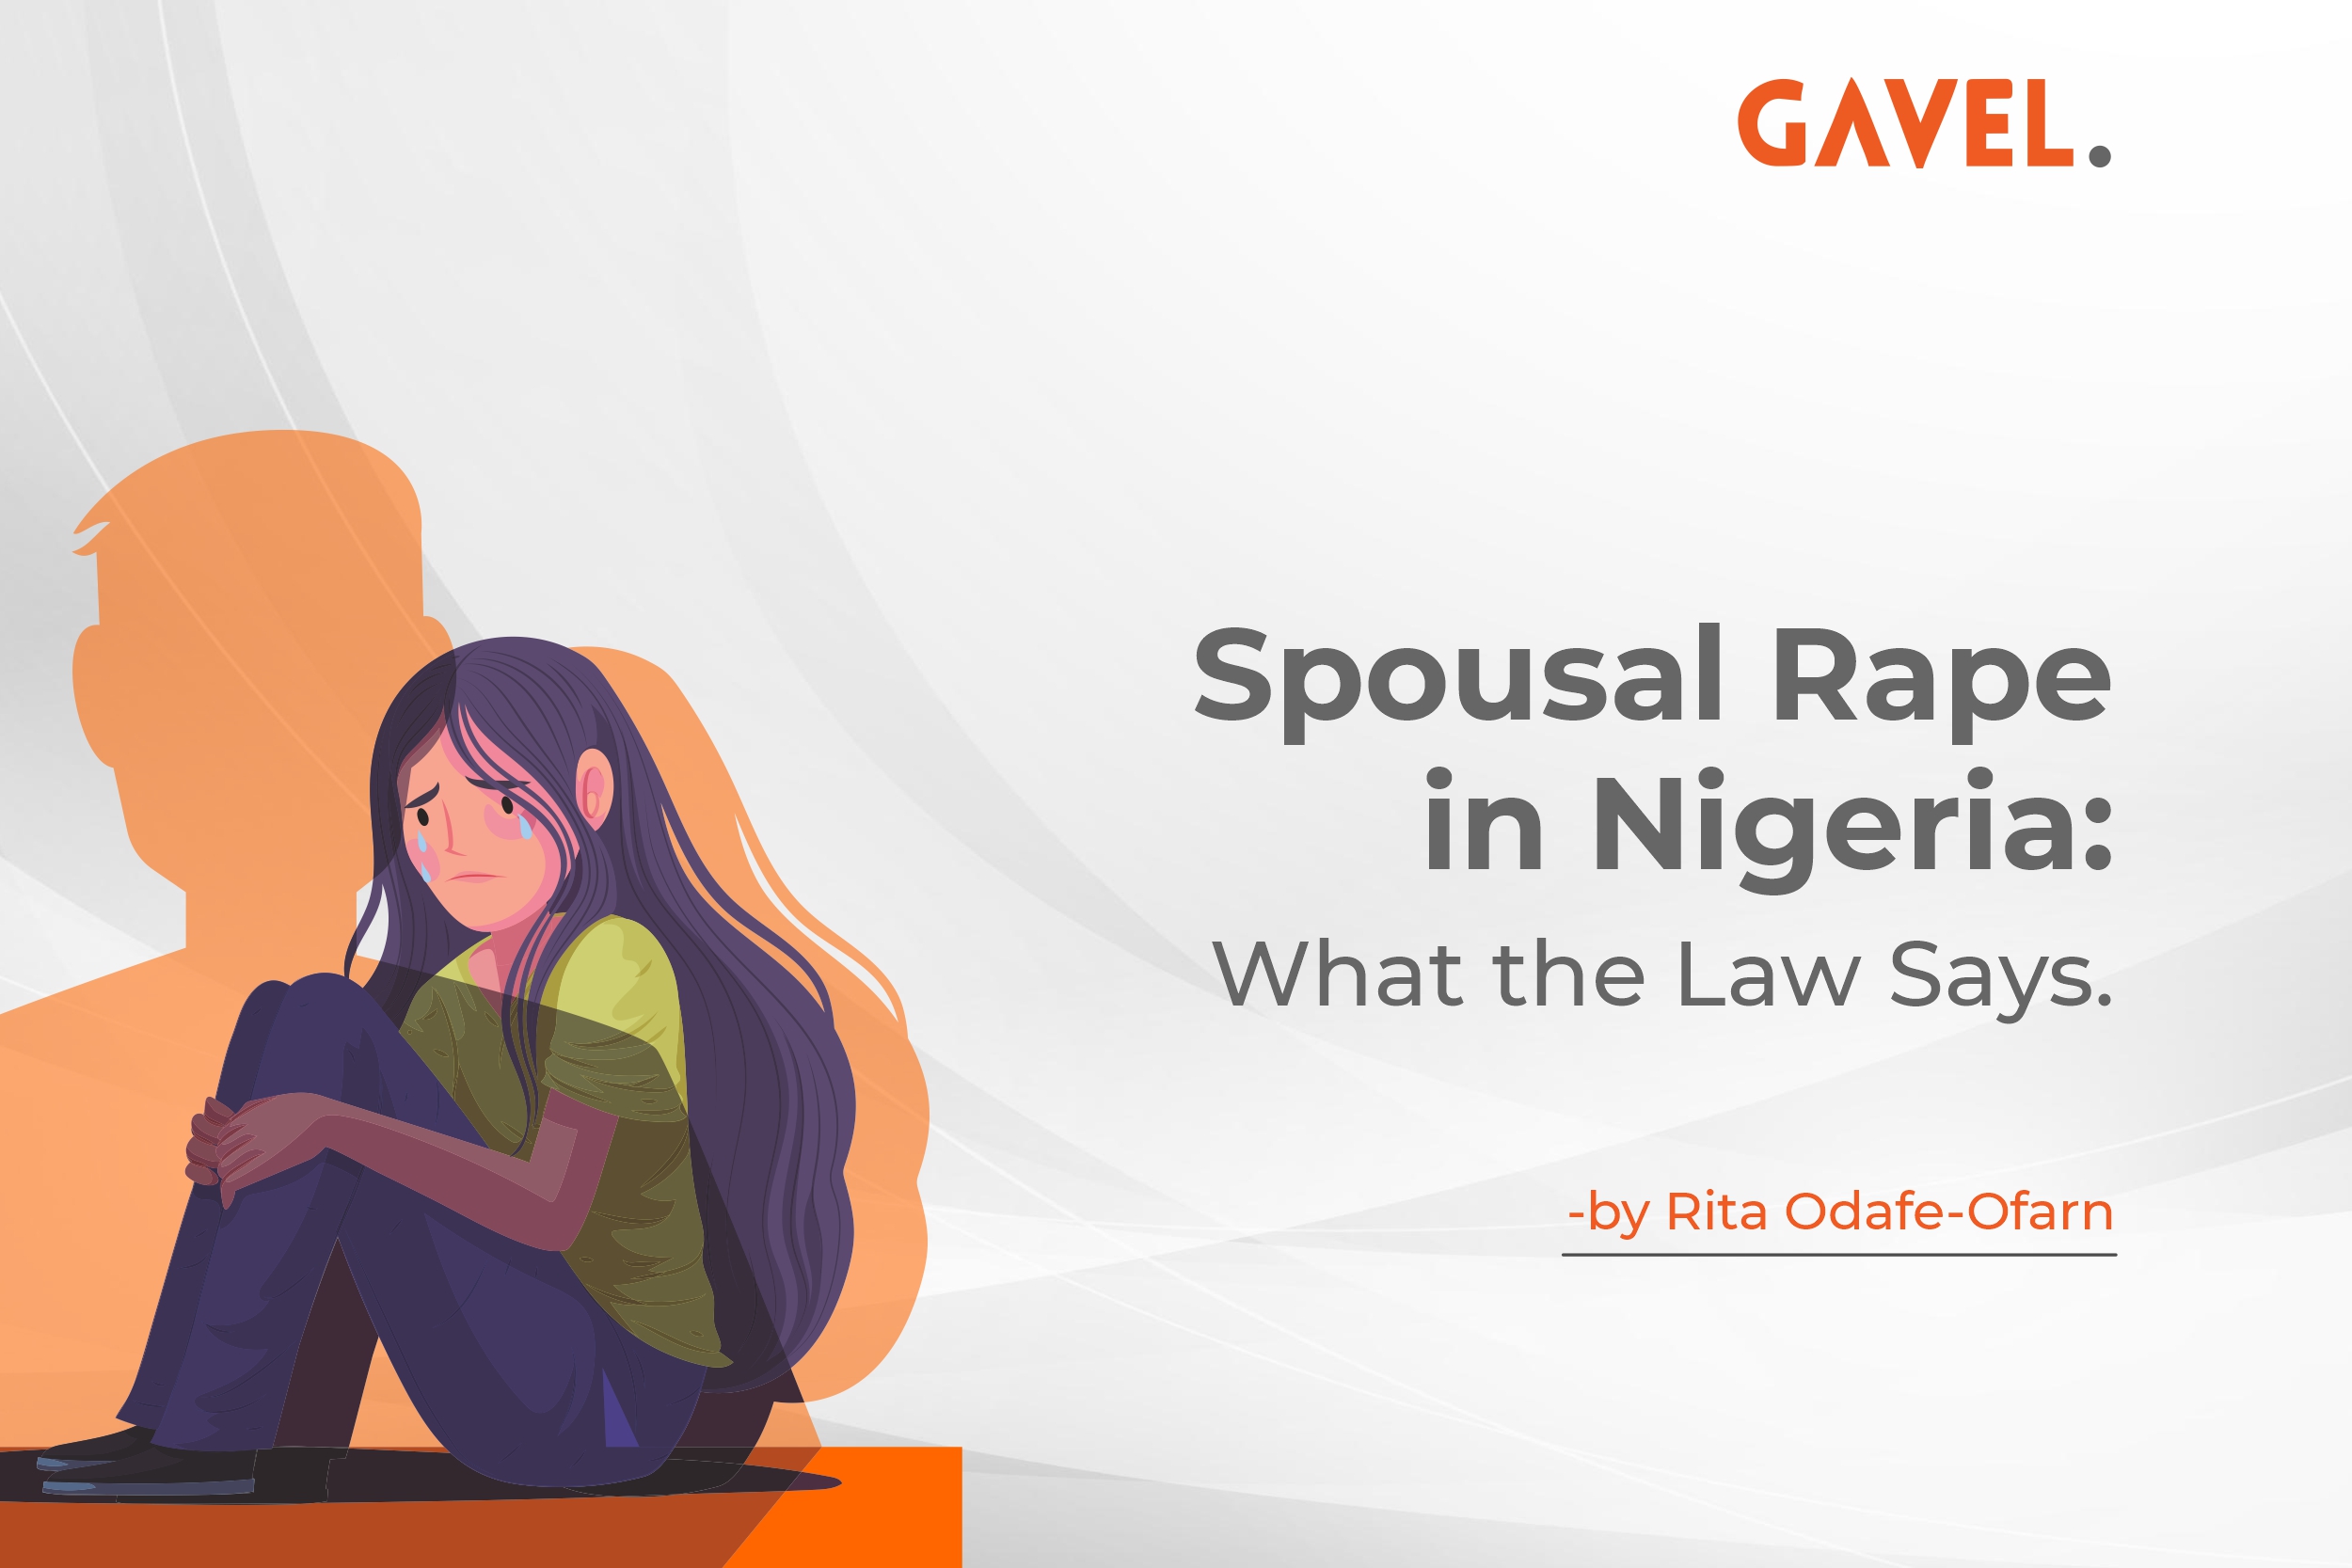 GAVEL.
Spousal Rape
in Nigeria:
What the Law Says.
-by Rita Odafe-Ofarn